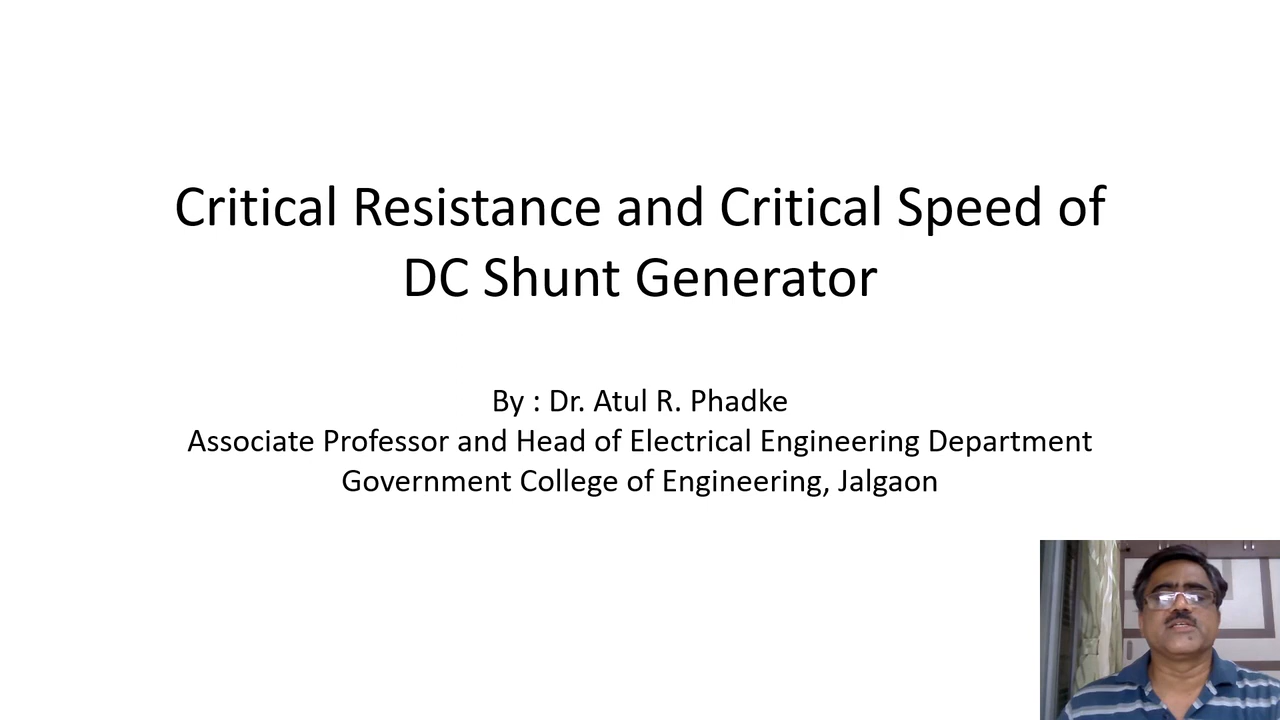 Critical Resistance and Critical Speed of
DC Shunt Generator
By : Dr. Atul R. Phadke
Associate Professor and Head of Electrical Engineering Department
Government College of Engineering, Jalgaon